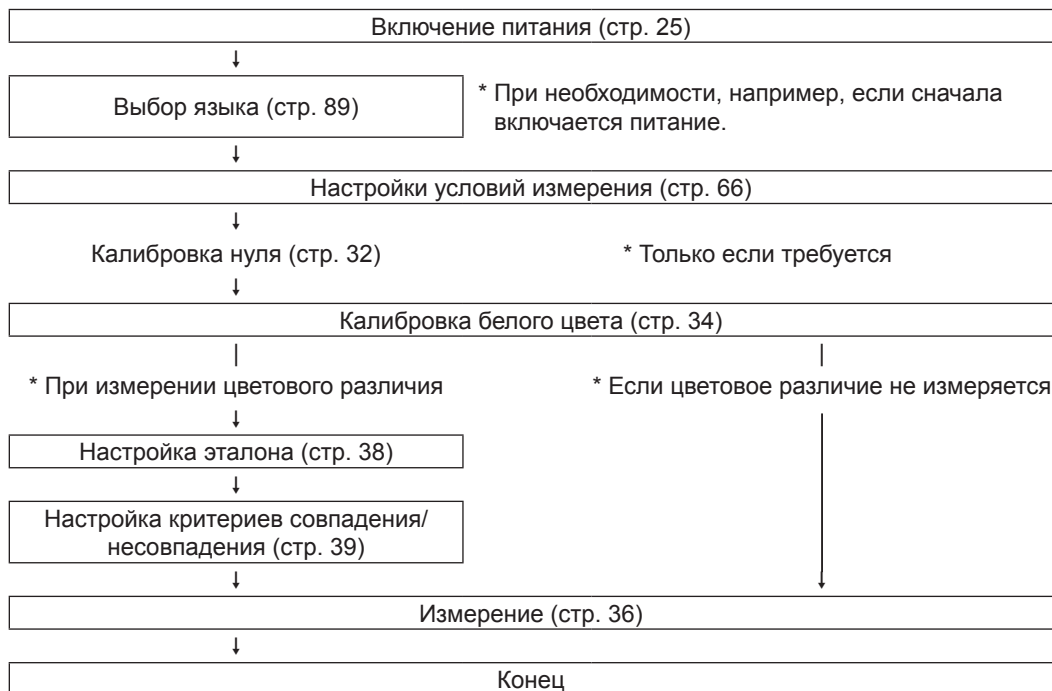 Включение питания (стр. 25)
Выбор языка (стр. 89)
* При необходимости, например, если сначала
включается питание.
Настройки условий измерения (стр. 66)
Калибровка нуля (стр. 32)
* Только если требуется
Калибровка белого цвета (стр. 34)
* При измерении цветового различия
* Если цветовое различие не измеряется
Настройка эталона (стр. 38)
Настройка критериев совпадения/
несовпадения (стр. 39)
Измерение (стр. 36)
Конец